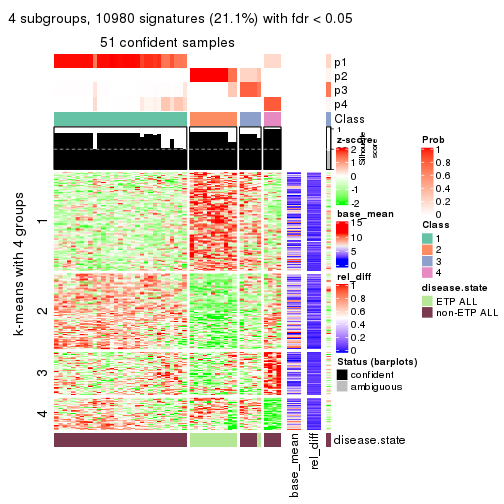 4 subgroups, 10980 signatures (21.1%) with fdr < 0.05
51 confident samples
p1
p2
p3
p4
Class
1
Silhouette
score
k-means with 4 groups
1
2
3
4
base_mean
rel_diff
disease.state
z-score
2
1
0
-1
-2
base_mean
15
10
5
0
rel_diff
1
0.8
0.6
0.4
0.2
0
Status (barplots)
confident
ambiguous
Prob
1
0.8
0.6
0.4
0.2
0
Class
1
2
3
4
disease.state
ETP ALL
non-ETP ALL